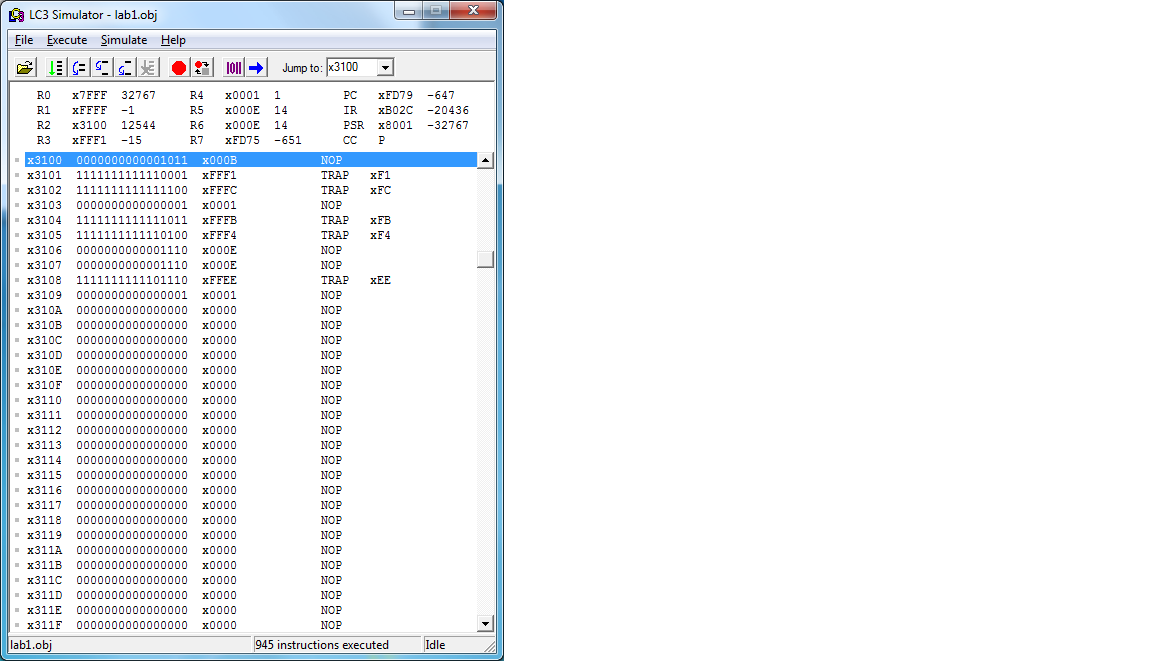 LC3 Simulator - lab1.obj
File Execute Simulate Help
Jump to: x3100
R0 x7FFF 32767 R4 x0001 1 PC xFD79 -647
R1 xFFFF -1 R5 x000E 14 IR xB02C -20436
R2 x3100 12544 R6 x000E 14 PSR x8001 -32767
R3 xFFF1 -15 R7 xFD75 -651 CC P
x3100 0000000000001011 x000B NOP
x3101 1111111111110001 xFFF1 TRAP xF1
x3102 1111111111111100 xFFFC TRAP xFC
x3103 0000000000000001 x0001 NOP
x3104 1111111111111011 xFFFB TRAP xFB
x3105 1111111111110100 xFFF4 TRAP xF4
x3106 0000000000001110 x000E NOP
x3107 0000000000001110 x000E NOP
x3108 1111111111101110 xFFEE TRAP xEE
x3109 0000000000000001 x0001 NOP
x310A 0000000000000000 x0000 NOP
x310B 0000000000000000 x0000 NOP
x310C 0000000000000000 x0000 NOP
x310D 0000000000000000 x0000 NOP
x310E 0000000000000000 x0000 NOP
x310F 0000000000000000 x0000 NOP
x3110 0000000000000000 x0000 NOP
x3111 0000000000000000 x0000 NOP
x3112 0000000000000000 x0000 NOP
x3113 0000000000000000 x0000 NOP
x3114 0000000000000000 x0000 NOP
x3115 0000000000000000 x0000 NOP
x3116 0000000000000000 x0000 NOP
x3117 0000000000000000 x0000 NOP
x3118 0000000000000000 x0000 NOP
x3119 0000000000000000 x0000 NOP
x311A 0000000000000000 x0000 NOP
x311B 0000000000000000 x0000 NOP
x311C 0000000000000000 x0000 NOP
x311D 0000000000000000 x0000 NOP
x311E 0000000000000000 x0000 NOP
x311F 0000000000000000 x0000 NOP
lab1.obj 945 instructions executed Idle